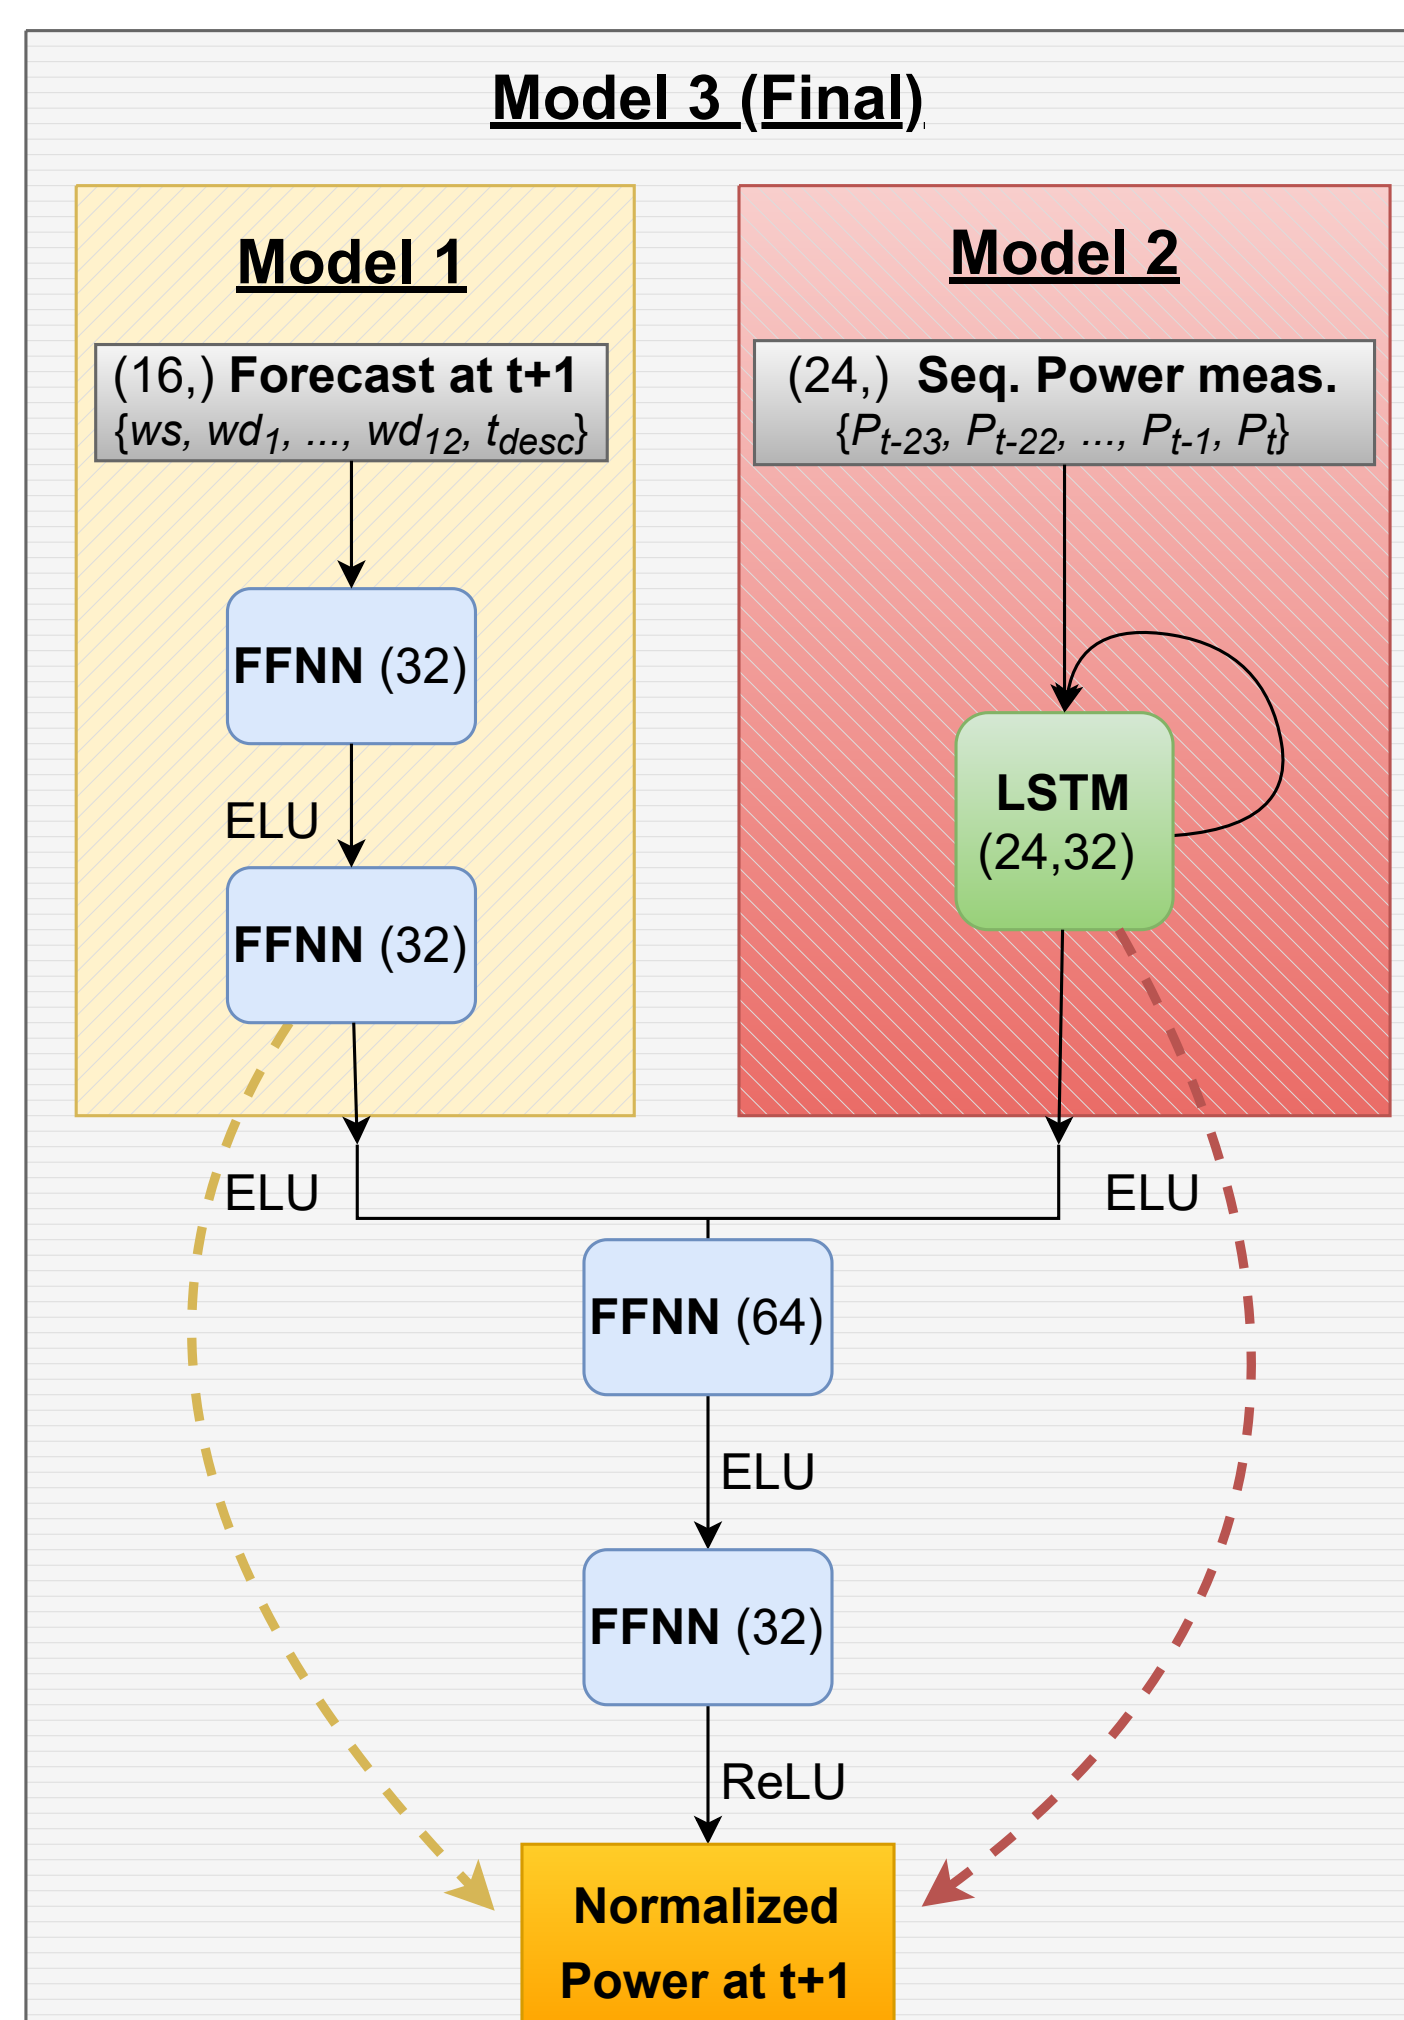 Model 3 (Final)
Model 1
(16,) Forecast at t+1
{ws, wd1, ..., wd12, tdesc}
FFNN (32)
ELU
FFNN (32)
ELU
Model 2
(24,) Seq. Power meas.
{Pt-23, Pt-22, ..., Pt-1, Pt}
LSTM
(24,32)
ELU
FFNN (64)
ELU
FFNN (32)
ReLU
Normalized
Power at t+1